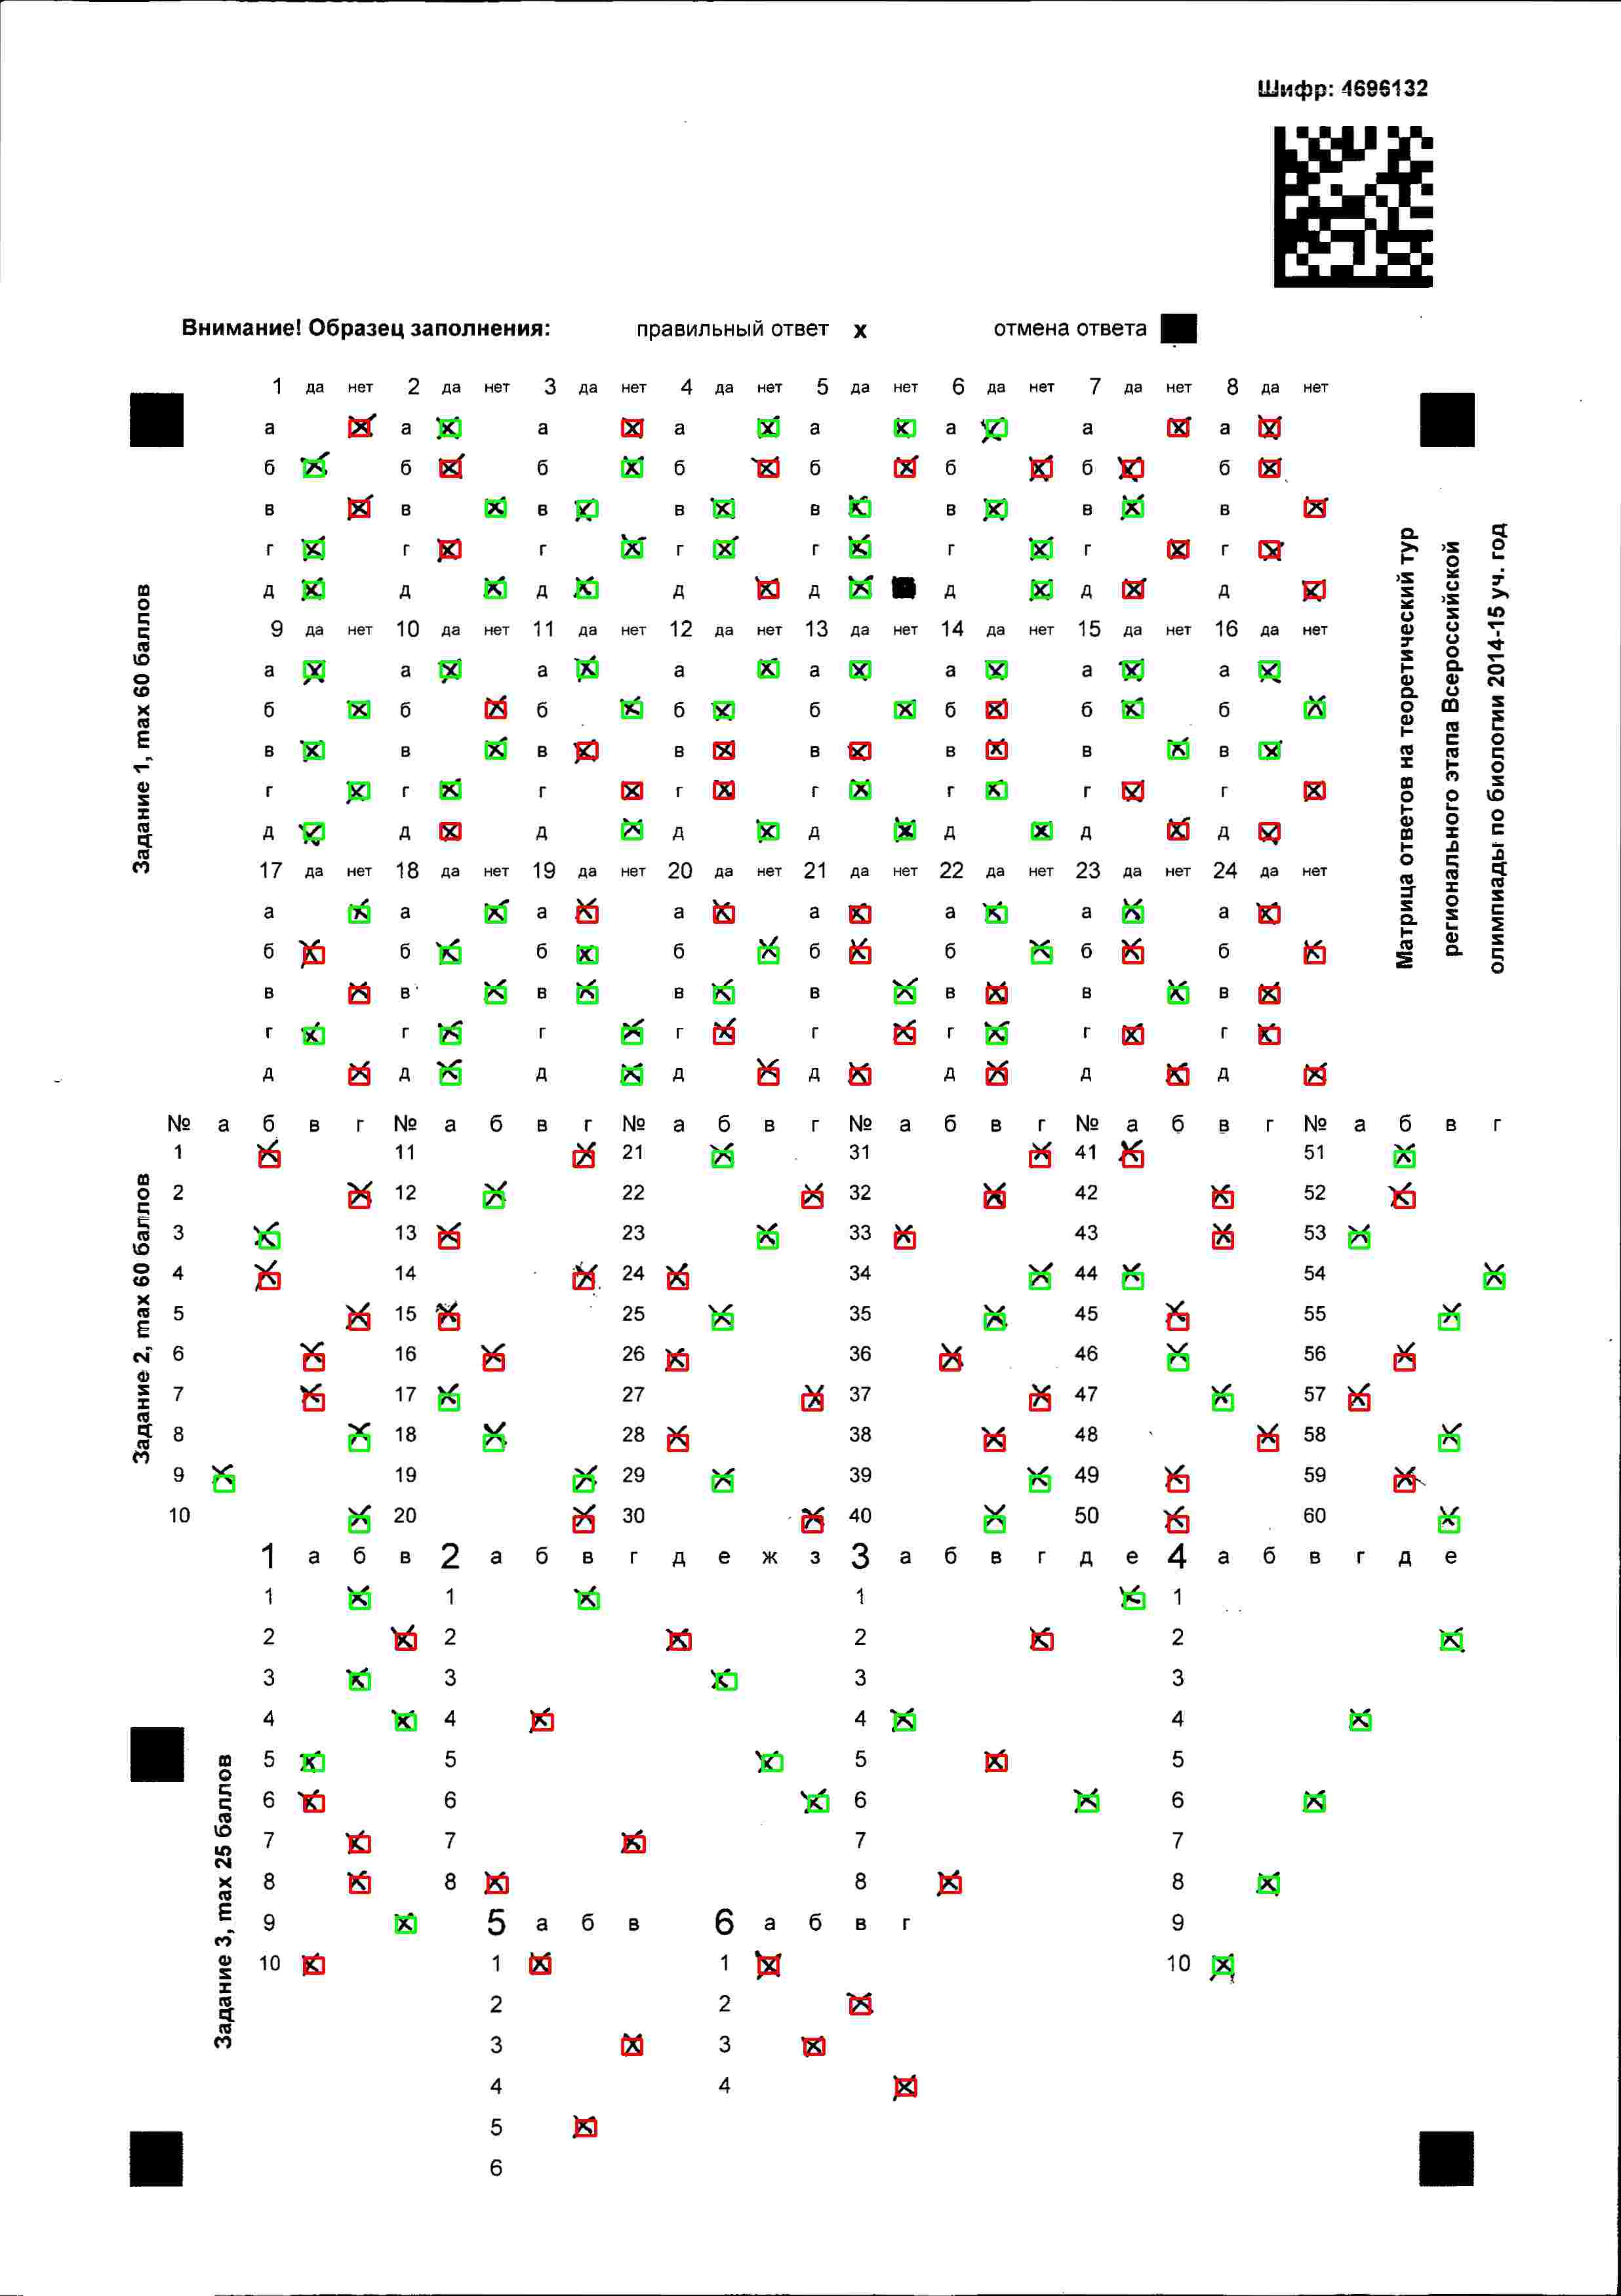 Шифр: 4696132
Внимание! Образец заполнения: правильный ответ х отмена ответа
1 да нет 2 да нет 3 да нет 4 да нет 5 да нет 6 да нет 7 да нет 8 да нет
а а а а а а а а
б б б б б б б б
в в в в в в в в
г г г г г г г г
д д д д д д д д
9 да нет 10 да нет 11 да нет 12 да нет 13 да нет 14 да нет 15 да нет 16 да нет
а а а а а а а а
б б б б б б б б
в в в в в в в в
г г г г г г г г
д д д д д д д д
17 да нет 18 да нет 19 да нет 20 да нет 21 да нет 22 да нет 23 да нет 24 да нет
а а а а а а а а
б б б б б б б б
в в в в в в в в
г г г г г г г г
д д д д д д д д
Задание 1, max 60 баллов
Матрица ответов на теоретический тур
регионального этапа Всероссийской
олимпиады по биологии 2014-15 уч. год
№ а б в г № а б в г № а б в г № а б в г № а б в г № а б в г
1 11 21 31 41 51
2 12 22 32 42 52
3 13 23 33 43 53
4 14 24 34 44 54
5 15 25 35 45 55
6 16 26 36 46 56
7 17 27 37 47 57
8 18 28 38 48 58
9 19 29 39 49 59
10 20 30 40 50 60
Задание 2, max 60 баллов
1 а б в 2 а б в г д е ж з 3 а б в г д е 4 а б в г д е
1 1 1 1
2 2 2 2
3 3 3 3
4 4 4 4
5 5 5 5
6 6 6 6
7 7 7 7
8 8 8 8
9 5 а б в 6 а б в г 9
10 1 1 10
2 2
3 3
4 4
5
6
Задание 3, max 25 баллов